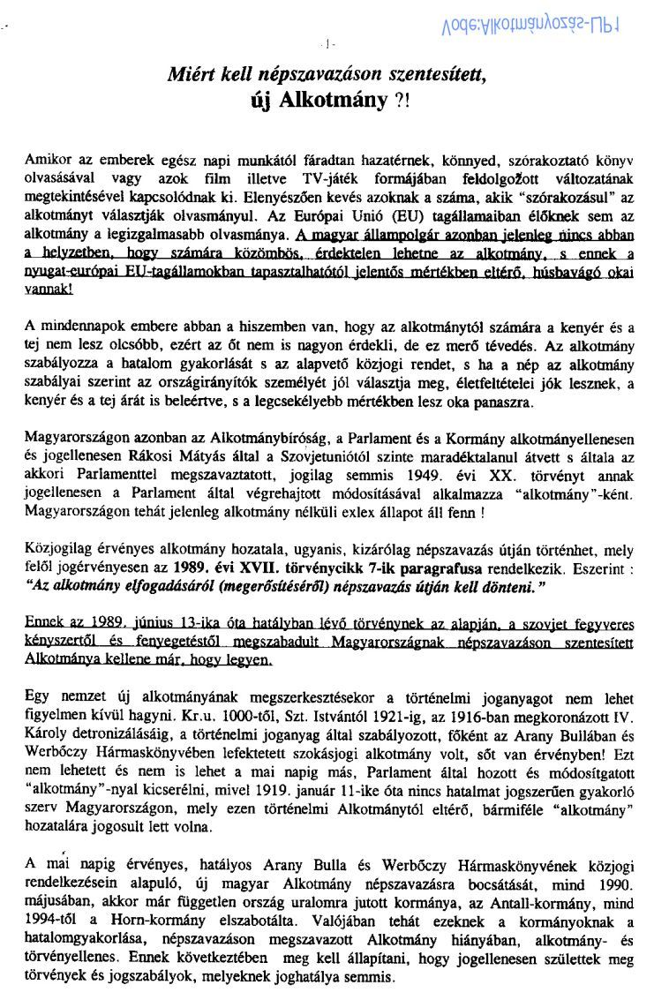 Vode:Alkotmányozás-LJP1
-1-
Miért kell népszavazáson szentesített,
új Alkotmány ?!
Amikor az emberek egész napi munkától fáradtan hazatérnek, könnyed, szórakoztató könyv
olvasásával vagy azok film illetve TV-játék formájában feldolgozott változatának
megtekintésével kapcsolódnak ki. Elenyészően kevés azoknak a száma, akik “szórakozásul” az
alkotmányt választják olvasmányul. Az Európai Unió (EU) tagállamaiban élőknek sem az
alkotmány a legizgalmasabb olvasmánya. A magyar állampolgár azonban jelenleg nincs abban
a helyzetben, hogy számára közömbös, érdektelen lehetne az alkotmány, s ennek a
nyugat-európai EU-tagállamokban tapasztalhatótól jelentős mértékben eltérő, húsbavágó okai
vannak!
A mindennapok embere abban a hiszemben van, hogy az alkotmánytól számára a kenyér és a
tej nem lesz olcsóbb, ezért az őt nem is nagyon érdekli, de ez merő tévedés. Az alkotmány
szabályozza a hatalom gyakorlását s az alapvető közjogi rendet, s ha a nép az alkotmány
szabályai szerint az országirányítók személyét jól választja meg, életfeltételei jók lesznek, a
kenyér és a tej árát is beleértve, s a legcsekélyebb mértékben lesz oka panaszra.
Magyarországon azonban az Alkotmánybíróság, a Parlament és a Kormány alkotmányellenesen
és jogellenesen Rákosi Mátyás által a Szovjetuniótól szinte maradéktalanul átvett s általa az
akkori Parlamenttel megszavaztatott, jogilag semmis 1949. évi XX. törvényt annak
jogellenesen a Parlament által végrehajtott módosításával alkalmazza “alkotmány”-ként.
Magyarországon tehát jelenleg alkotmány nélküli exlex állapot áll fenn !
Közjogilag érvényes alkotmány hozatala, ugyanis, kizárólag népszavazás útján történhet, mely
felől jogérvényesen az 1989. évi XVII. törvénycikk 7-ik paragrafusa rendelkezik. Eszerint :
“Az alkotmány elfogadásáról (megerősítéséről) népszavazás útján kell dönteni.”
Ennek az 1989. június 13-ika óta hatályban lévő törvénynek az alapján, a szovjet fegyveres
kényszertől és fenyegetéstől megszabadult Magyarországnak népszavazáson szentesített
Alkotmánya kellene már, hogy legyen.
Egy nemzet új alkotmányának megszerkesztésekor a történelmi joganyagot nem lehet
figyelmen kívül hagyni. Kr.u. 1000-től, Szt. Istvántól 1921-ig, az 1916-ban megkoronázott IV.
Károly detronizálásáig, a történelmi joganyag által szabályozott, főként az Arany Bullában és
Werbőczy Hármaskönyvében lefektetett szokásjogi alkotmány volt, sőt van érvényben! Ezt
nem lehetett és nem is lehet a mai napig más, Parlament által hozott és módosítgatott
“alkotmány”-nyal kicserélni, mivel 1919. január 11-ike óta nincs hatalmat jogszerűen gyakorló
szerv Magyarországon, mely ezen történelmi Alkotmánytól eltérő, bármiféle “alkotmány”
hozatalára jogosult lett volna.
A mai napig érvényes, hatályos Arany Bulla és Werbőczy Hármaskönyvének közjogi
rendelkezésein alapuló, új magyar Alkotmány népszavazásra bocsátását, mind 1990.
májusában, akkor már független ország uralomra jutott kormánya, az Antall-kormány, mind
1994-től a Horn-kormány elszabotálta. Valójában tehát ezeknek a kormányoknak a
hatalomgyakorlása, népszavazáson megszavazott Alkotmány hiányában, alkotmány- és
törvényellenes. Ennek következtében meg kell állapítani, hogy jogellenesen születtek meg
törvények és jogszabályok, melyeknek joghatálya semmis.